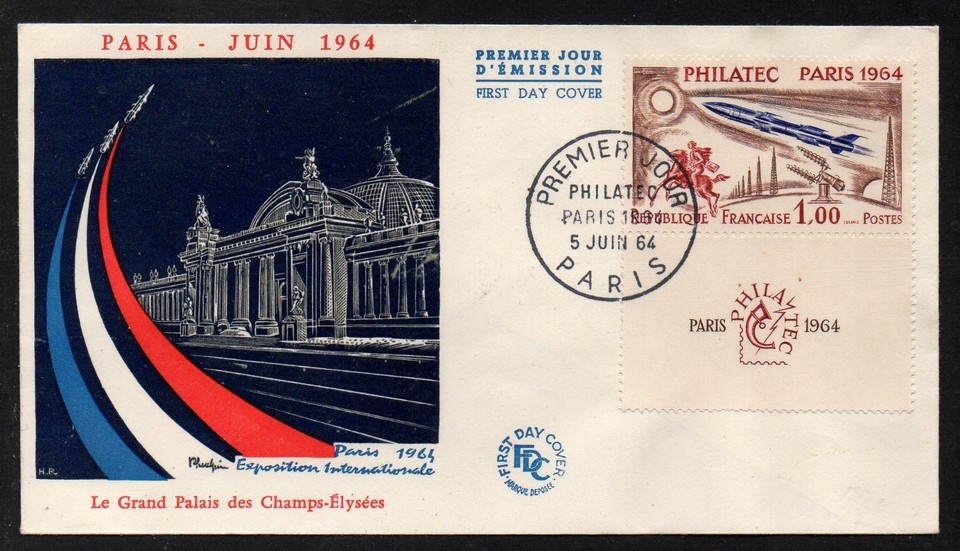 PARIS - JUIN 1964
PREMIER JOUR
D'ÉMISSION
FIRST DAY COVER
PHILATEC PARIS 1964
RÉPUBLIQUE FRANÇAISE 1.00 POSTES
PREMIER JOUR
PHILATEC
PARIS 1964
5 JUIN 64
PARIS
PARIS PHILATEC 1964
Paris 1964
Exposition Internationale
H.R.
Le Grand Palais des Champs-Élysées
FIRST DAY COVER
FDC
MARQUE DÉPOSÉE